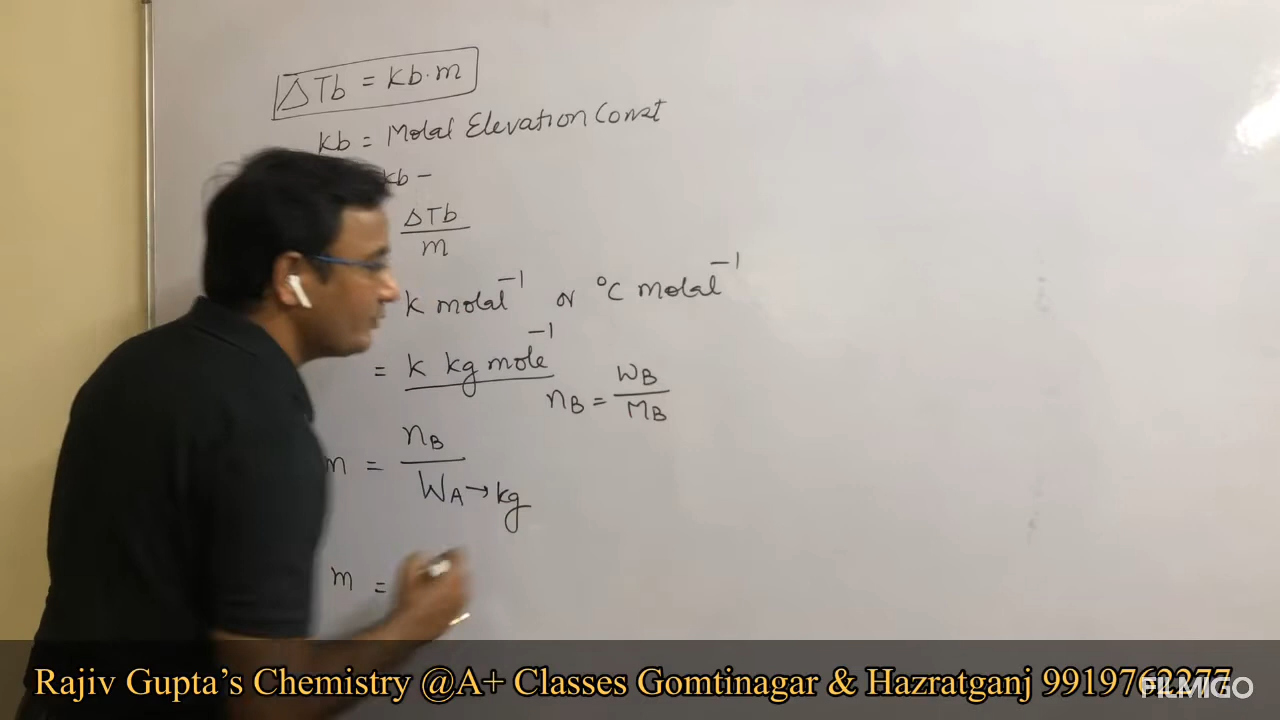 ΔTb = Kb·m
Kb = Molal Elevation Const
Kb –
ΔTb
m
K molal⁻¹ or °C molal⁻¹
= K kg mole⁻¹
nB = WB / MB
m = nB / WA → kg
m =
Rajiv Gupta’s Chemistry @A+ Classes Gomtinagar & Hazratganj 9919762277
FILMIGO